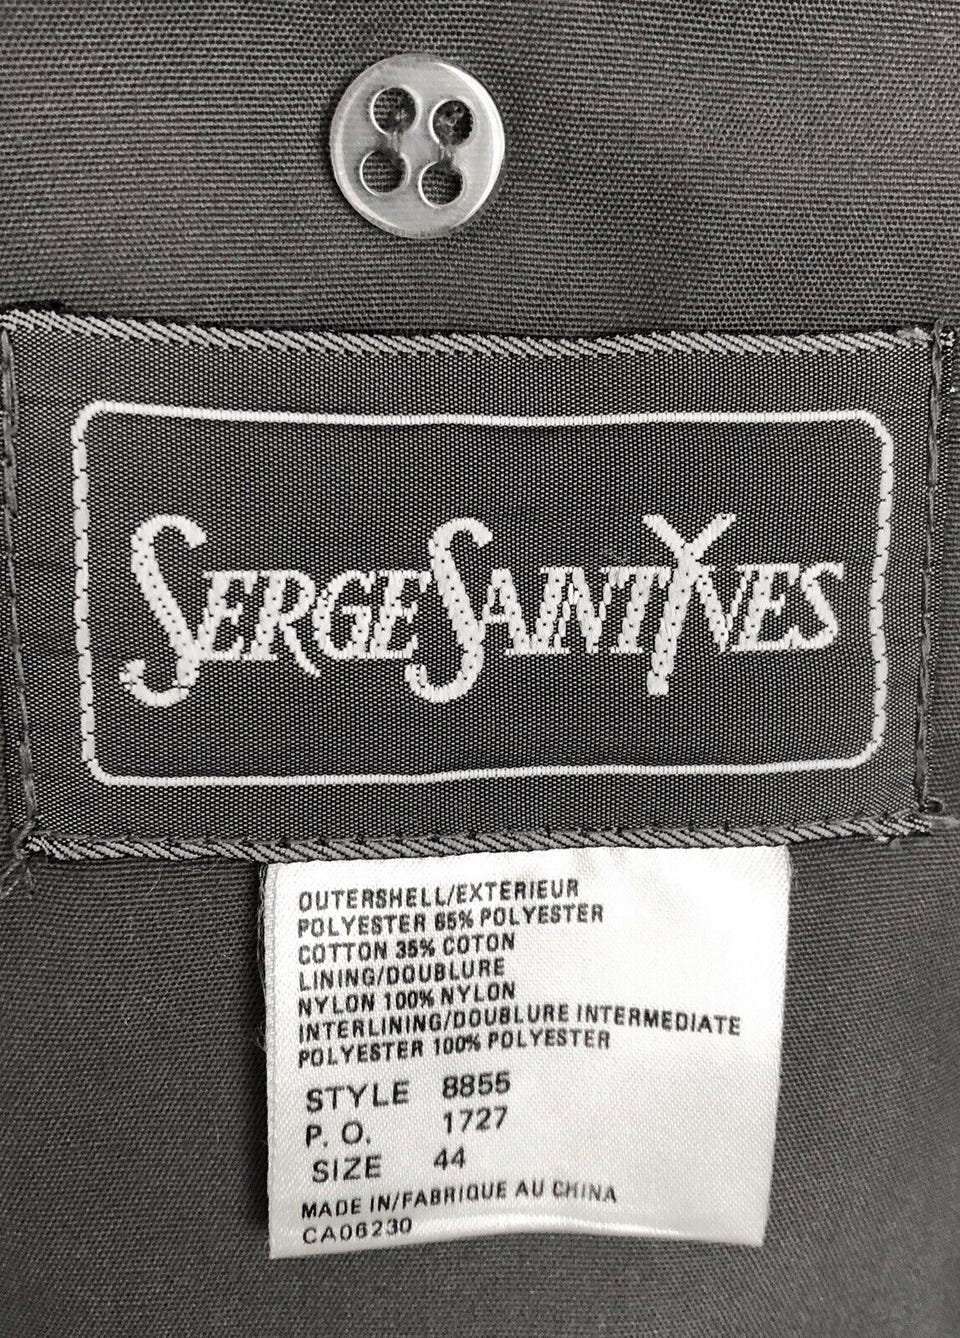 SERGE SAINT YVES
OUTERSHELL/EXTERIEUR
POLYESTER 65% POLYESTER
COTTON 35% COTON
LINING/DOUBLURE
NYLON 100% NYLON
INTERLINING/DOUBLURE INTERMEDIATE
POLYESTER 100% POLYESTER
STYLE 8855
P. O. 1727
SIZE 44
MADE IN/FABRIQUE AU CHINA
CA06230